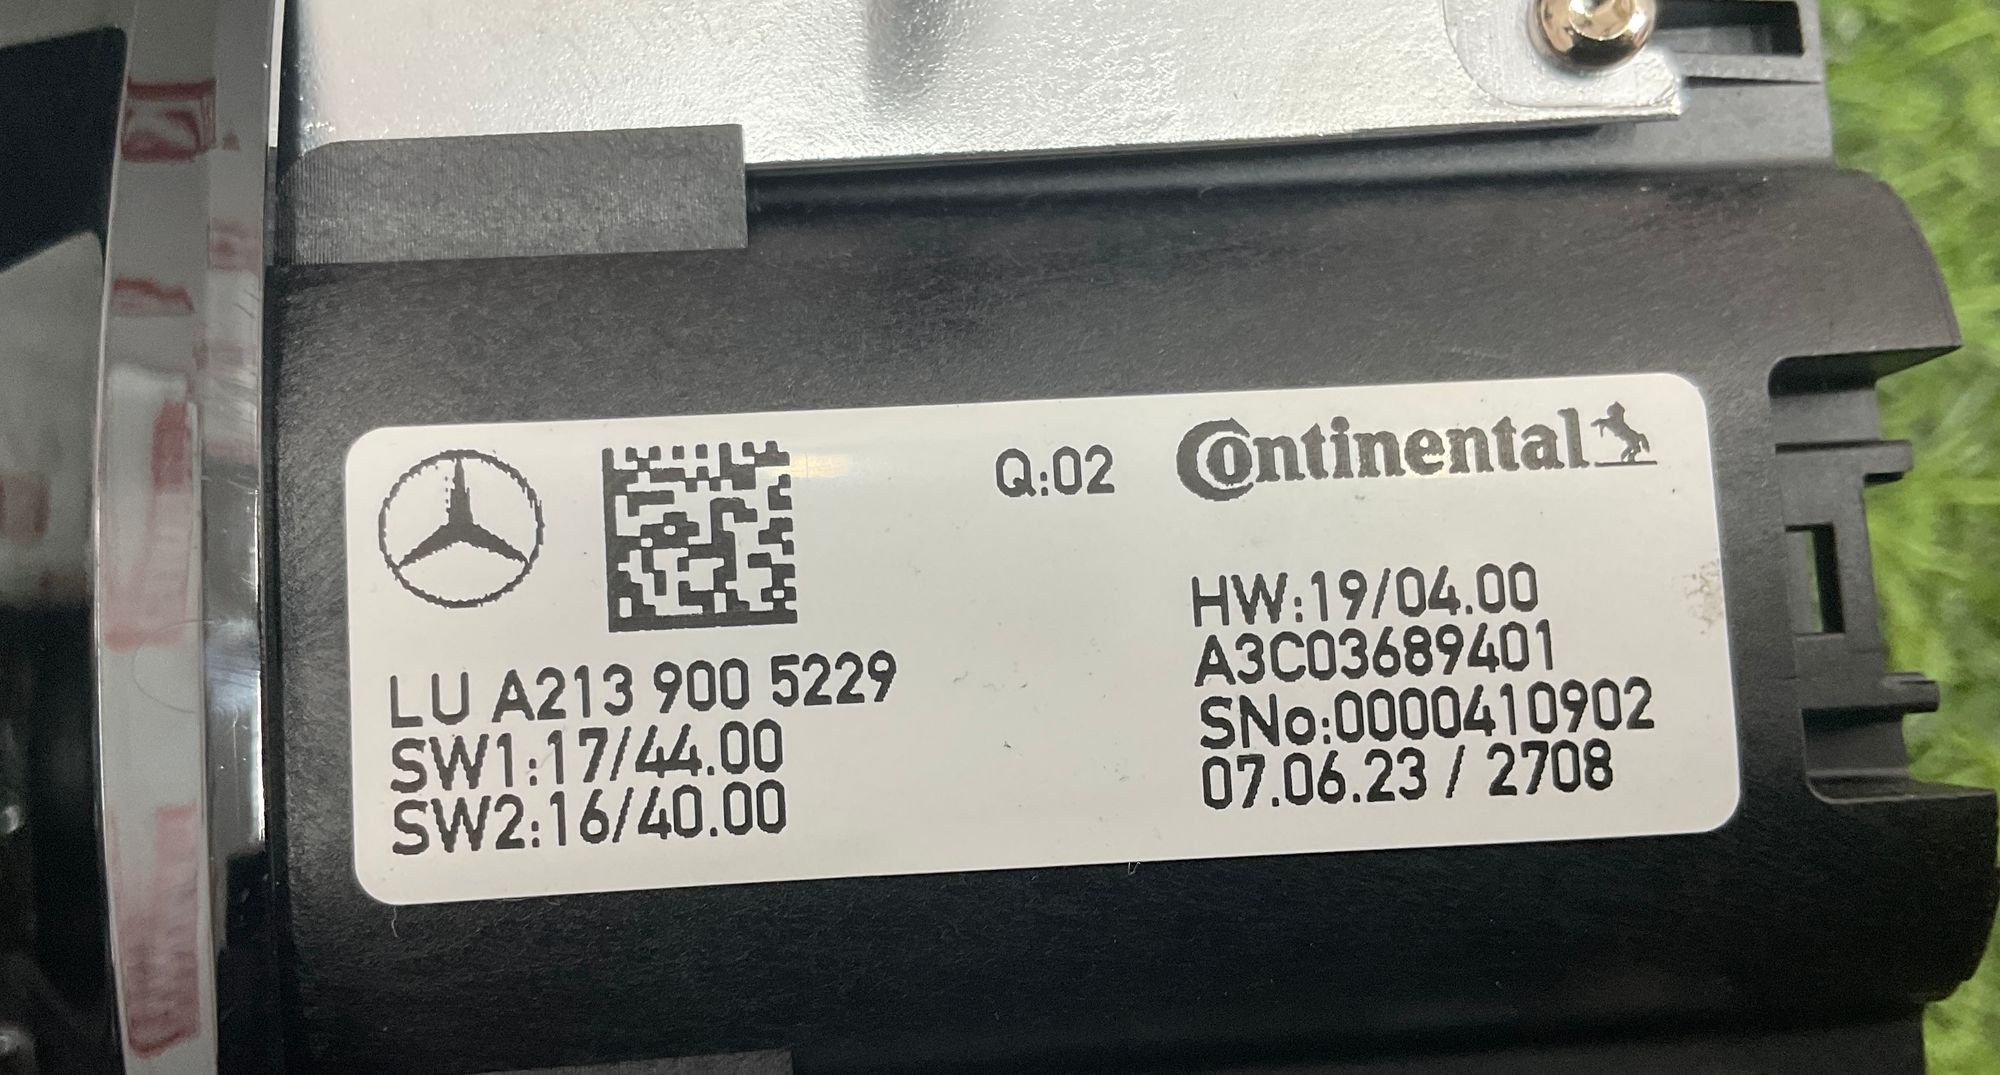 Q:02 Continental
LU A213 900 5229
SW1:17/44.00
SW2:16/40.00
HW:19/04.00
A3C03689401
SNo:0000410902
07.06.23 / 2708